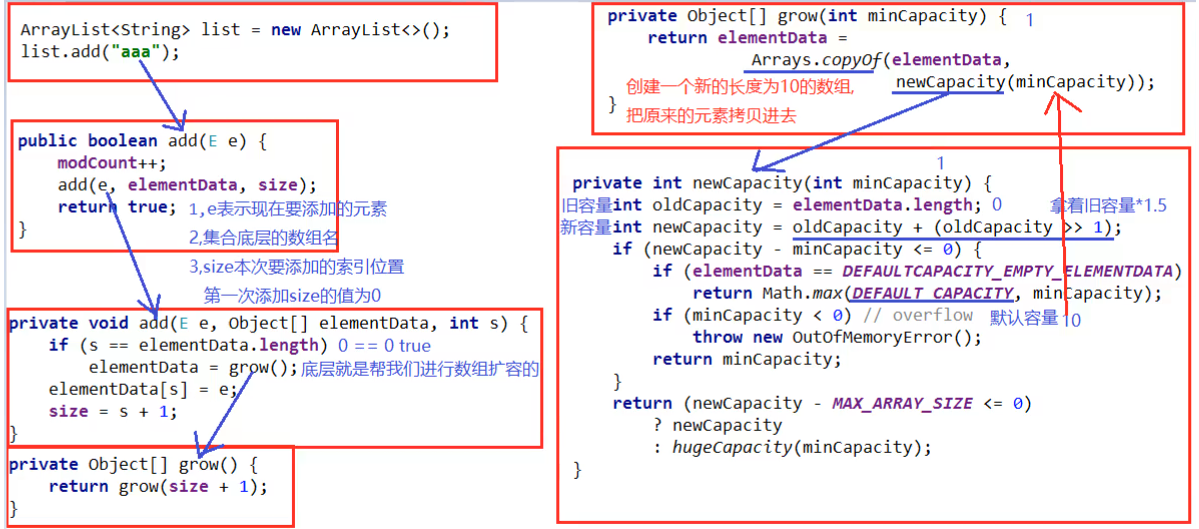 ArrayList<String> list = new ArrayList<>();
list.add("aaa");
public boolean add(E e) {
modCount++;
add(e, elementData, size);
return true; 1,e表示现在要添加的元素
}
2,集合底层的数组名
3,size本次要添加的索引位置
第一次添加size的值为0
private void add(E e, Object[] elementData, int s) {
if (s == elementData.length) 0 == 0 true
elementData = grow(); 底层就是帮我们进行数组扩容的
elementData[s] = e;
size = s + 1;
}
private Object[] grow() {
return grow(size + 1);
}
private Object[] grow(int minCapacity) { 1
return elementData =
Arrays.copyOf(elementData,
newCapacity(minCapacity));
创建一个新的长度为10的数组,
把原来的元素拷贝进去
}
1
private int newCapacity(int minCapacity) {
旧容量int oldCapacity = elementData.length; 0 拿着旧容量*1.5
新容量int newCapacity = oldCapacity + (oldCapacity >> 1);
if (newCapacity - minCapacity <= 0) {
if (elementData == DEFAULTCAPACITY_EMPTY_ELEMENTDATA)
return Math.max(DEFAULT_CAPACITY, minCapacity);
if (minCapacity < 0) // overflow 默认容量10
throw new OutOfMemoryError();
return minCapacity;
}
return (newCapacity - MAX_ARRAY_SIZE <= 0)
? newCapacity
: hugeCapacity(minCapacity);
}